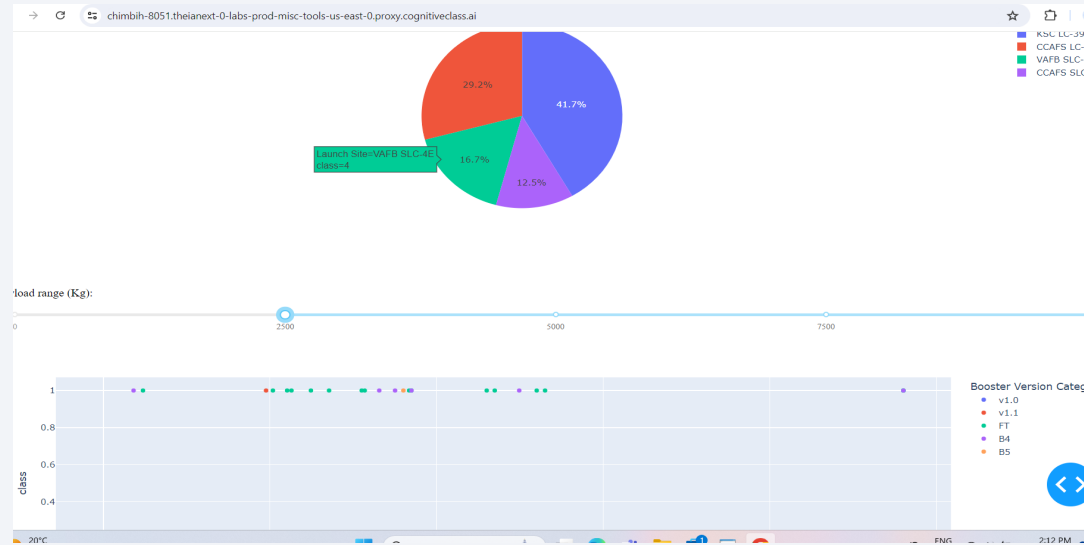 chimbih-8051.theianext-0-labs-prod-misc-tools-us-east-0.proxy.cognitiveclass.ai
KSC LC-39
CCAFS LC-
VAFB SLC-
CCAFS SLC
29.2%
41.7%
Launch Site=VAFB SLC-4E
class=4
16.7%
12.5%
load range (Kg):
0
2500
5000
7500
1
0.8
0.6
0.4
class
Booster Version Categ
v1.0
v1.1
FT
B4
B5
20°C
1
ENG
2:12 PM